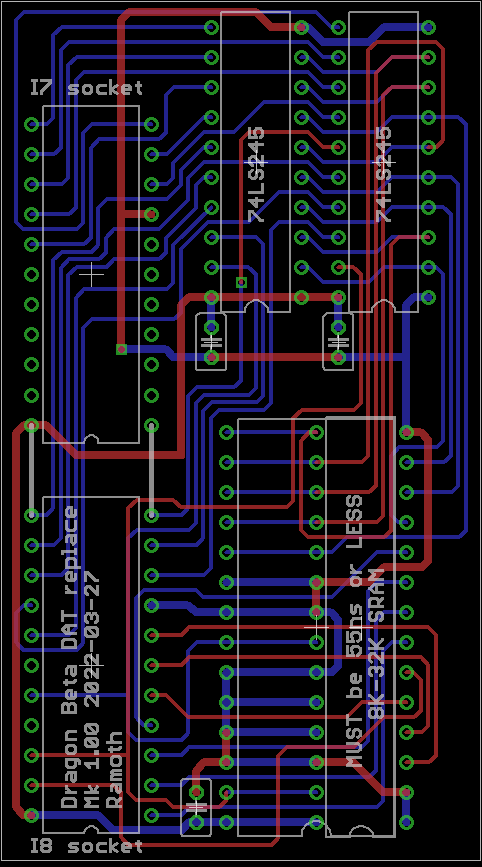 I7 socket
74LS245
74LS245
Dragon Beta DAT replace
Mk 1.00 2022-03-27
Ramoth
MUST be 55ns or LESS
8K-32K SRAM
I8 socket